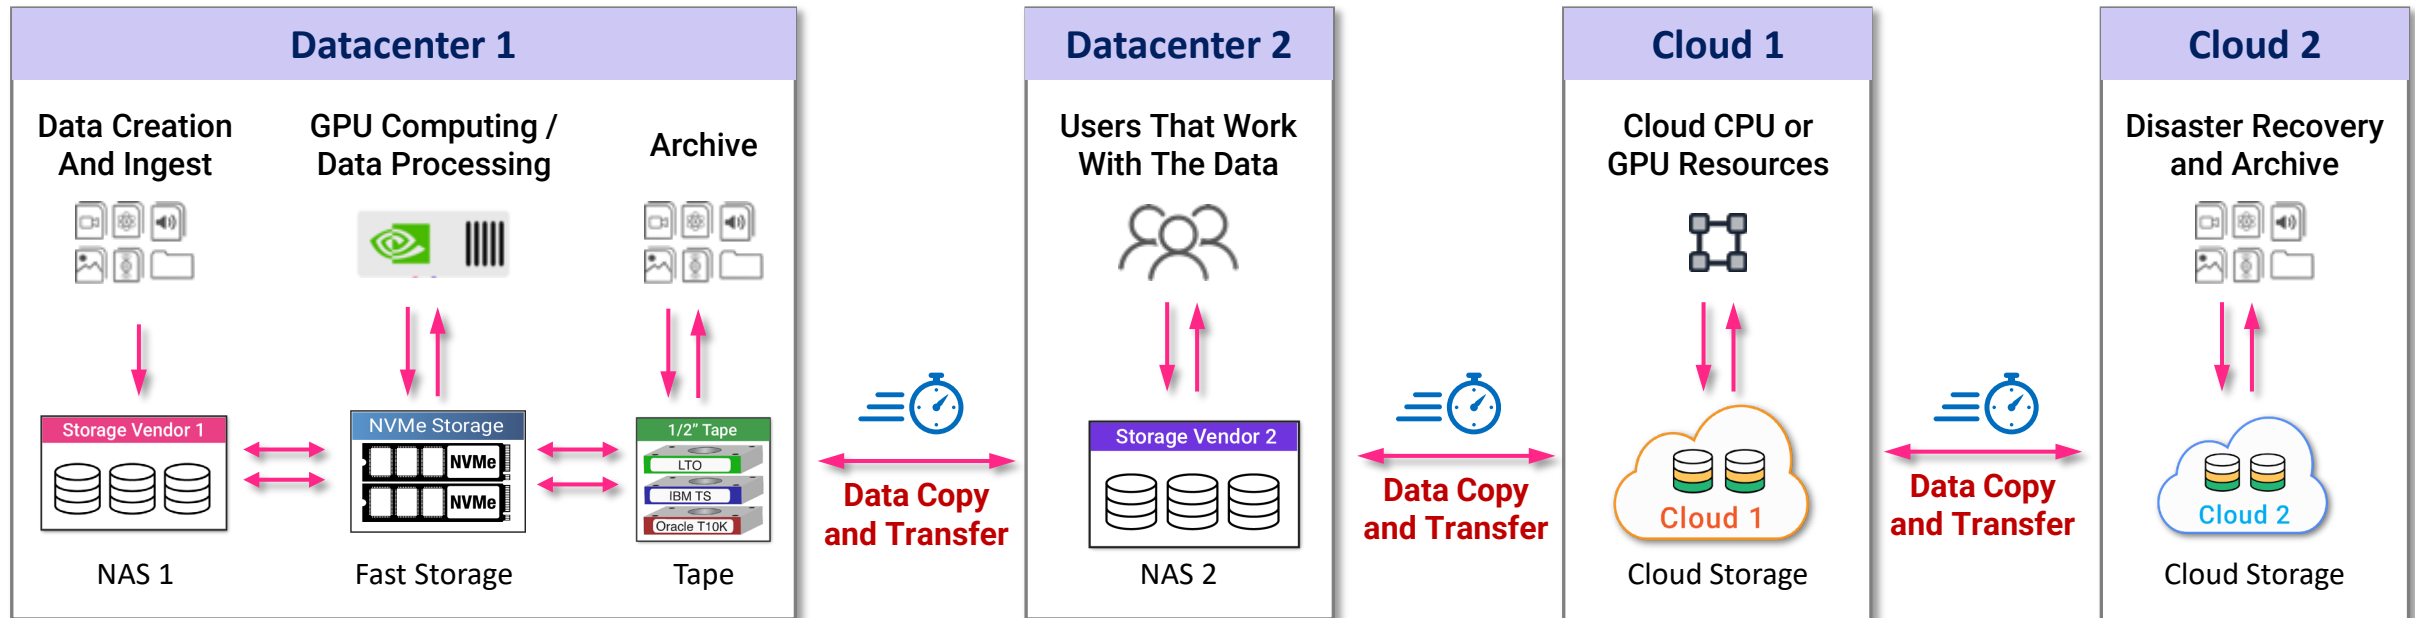 Datacenter 1
Data Creation
And Ingest
GPU Computing /
Data Processing
Archive
Storage Vendor 1
NAS 1
NVMe Storage
NVMe
NVMe
Fast Storage
1/2” Tape
LTO
IBM TS
Oracle T10K
Tape
Data Copy
and Transfer
Datacenter 2
Users That Work
With The Data
Storage Vendor 2
NAS 2
Data Copy
and Transfer
Cloud 1
Cloud CPU or
GPU Resources
Cloud 1
Cloud Storage
Data Copy
and Transfer
Cloud 2
Disaster Recovery
and Archive
Cloud 2
Cloud Storage